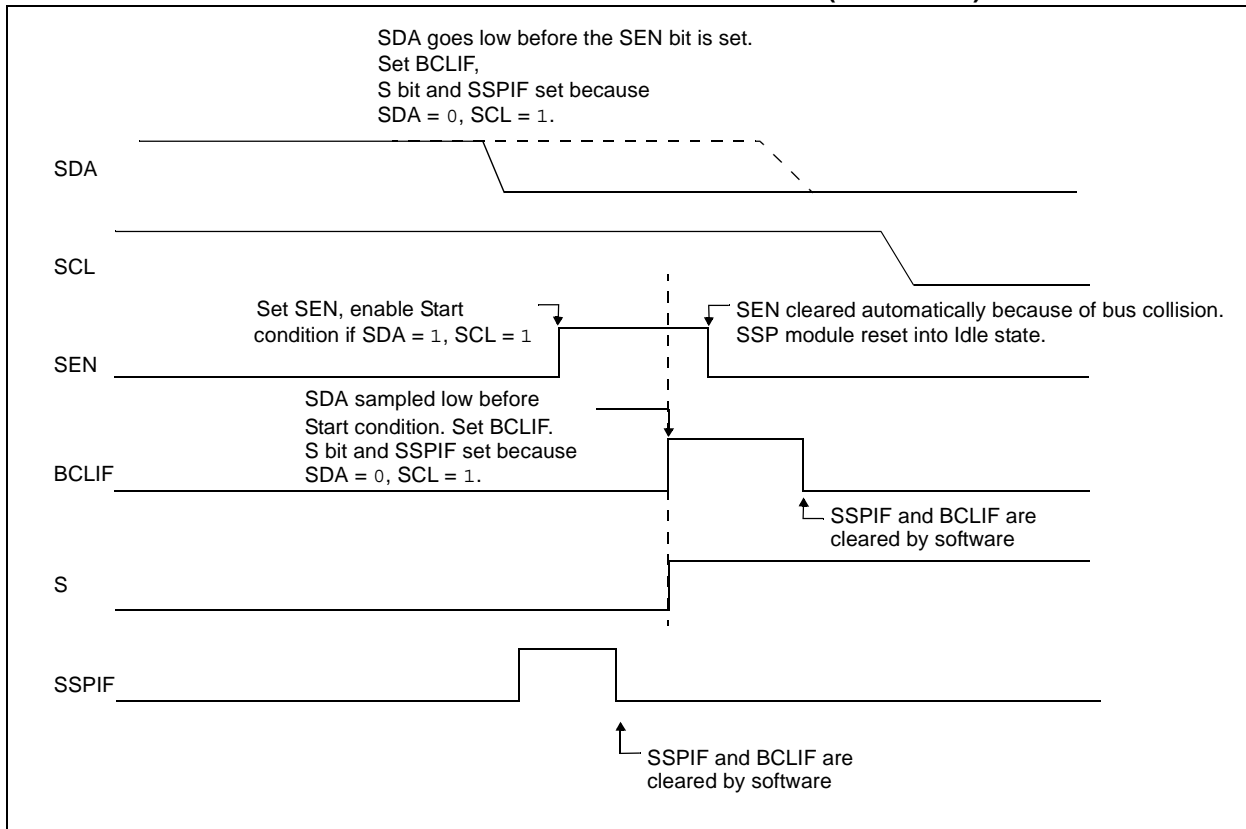 SDA goes low before the SEN bit is set.
Set BCLIF,
S bit and SSPIF set because
SDA = 0, SCL = 1.
SDA
SCL
Set SEN, enable Start
condition if SDA = 1, SCL = 1
SEN cleared automatically because of bus collision.
SSP module reset into Idle state.
SEN
SDA sampled low before
Start condition. Set BCLIF.
S bit and SSPIF set because
SDA = 0, SCL = 1.
BCLIF
SSPIF and BCLIF are
cleared by software
S
SSPIF
SSPIF and BCLIF are
cleared by software